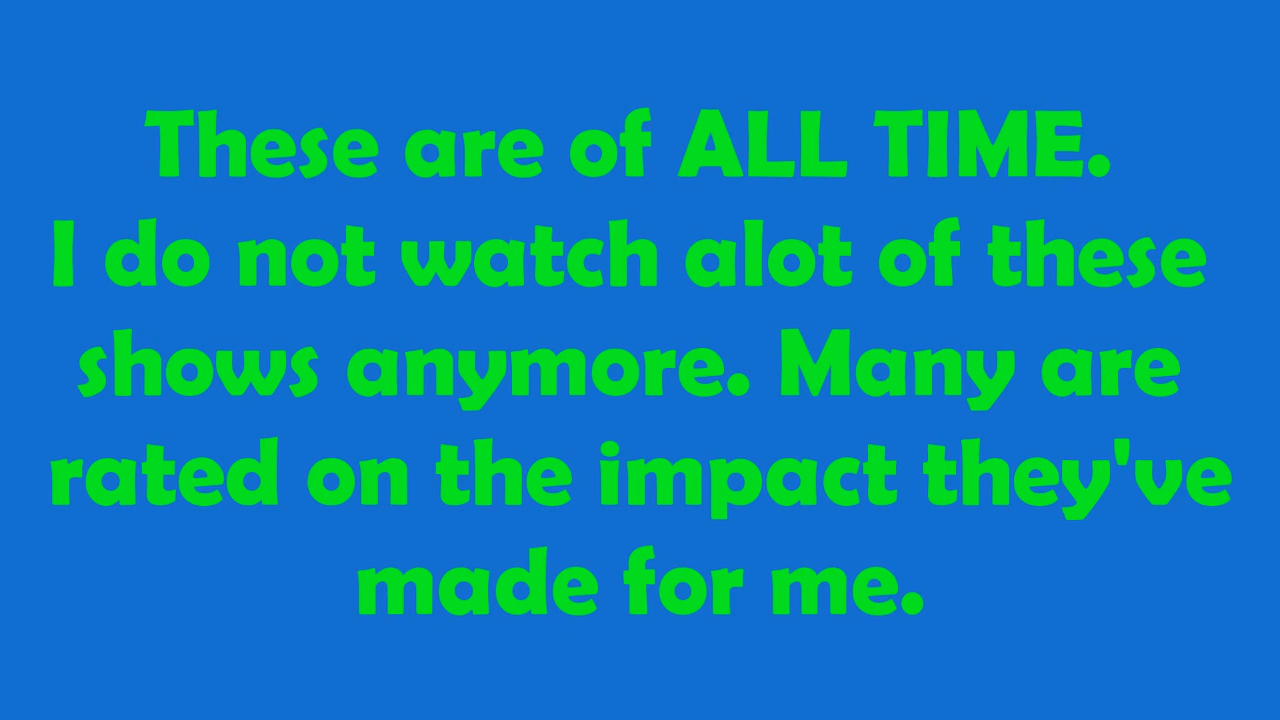 These are of ALL TIME.
I do not watch alot of these
shows anymore. Many are
rated on the impact they've
made for me.